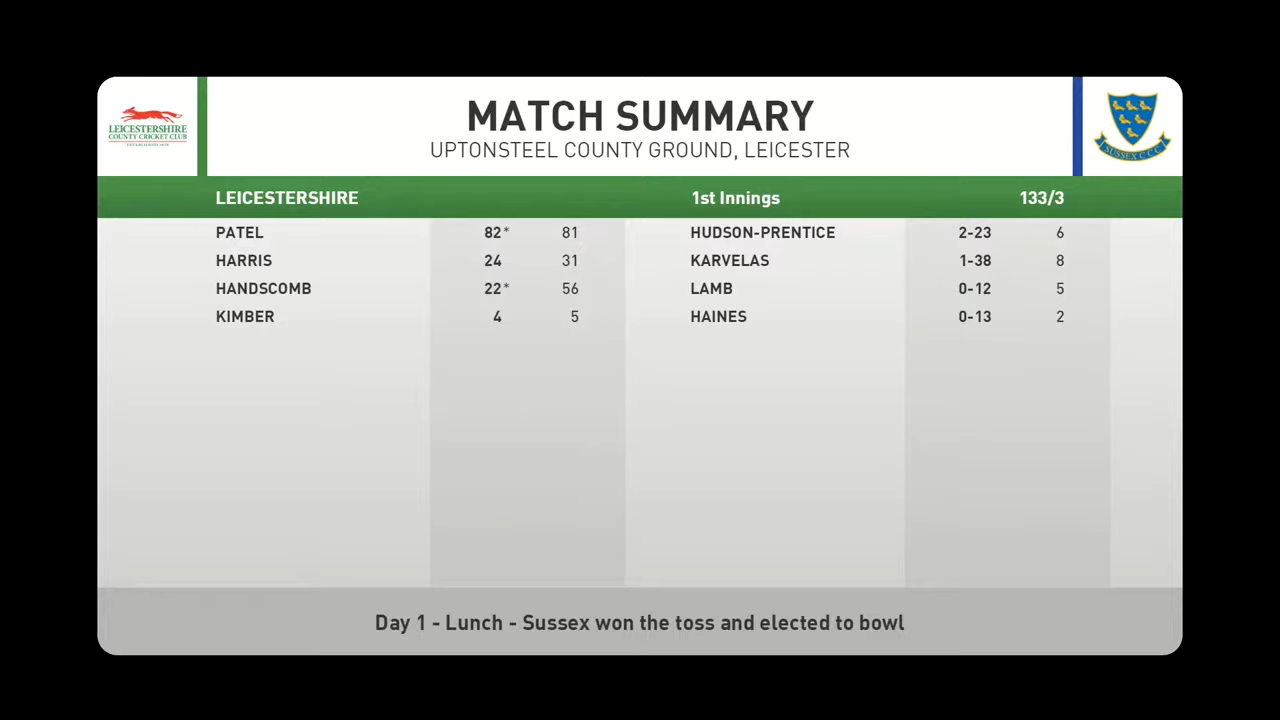 MATCH SUMMARY
UPTONSTEEL COUNTY GROUND, LEICESTER
LEICESTERSHIRE
COUNTY CRICKET CLUB
SUSSEX C.C.C.
LEICESTERSHIRE 1st Innings 133/3
PATEL 82* 81 HUDSON-PRENTICE 2-23 6
HARRIS 24 31 KARVELAS 1-38 8
HANDSCOMB 22* 56 LAMB 0-12 5
KIMBER 4 5 HAINES 0-13 2
Day 1 - Lunch - Sussex won the toss and elected to bowl